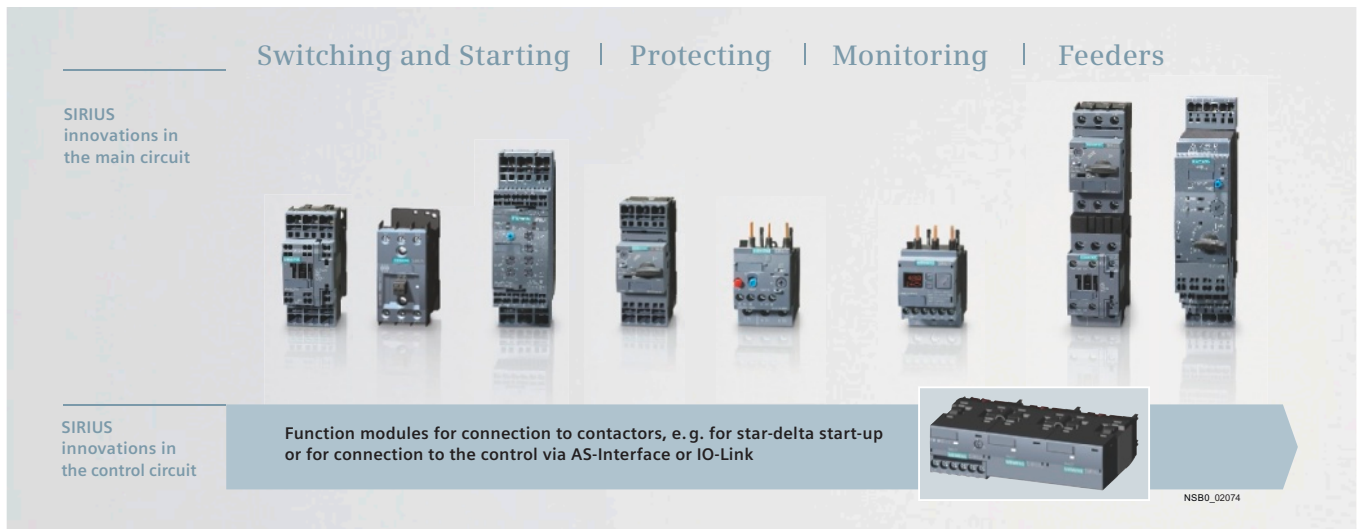 Switching and Starting | Protecting | Monitoring | Feeders
SIRIUS
innovations in
the main circuit
SIRIUS
innovations in
the control circuit
Function modules for connection to contactors, e.g. for star-delta start-up
or for connection to the control via AS-Interface or IO-Link
NSB0_02074